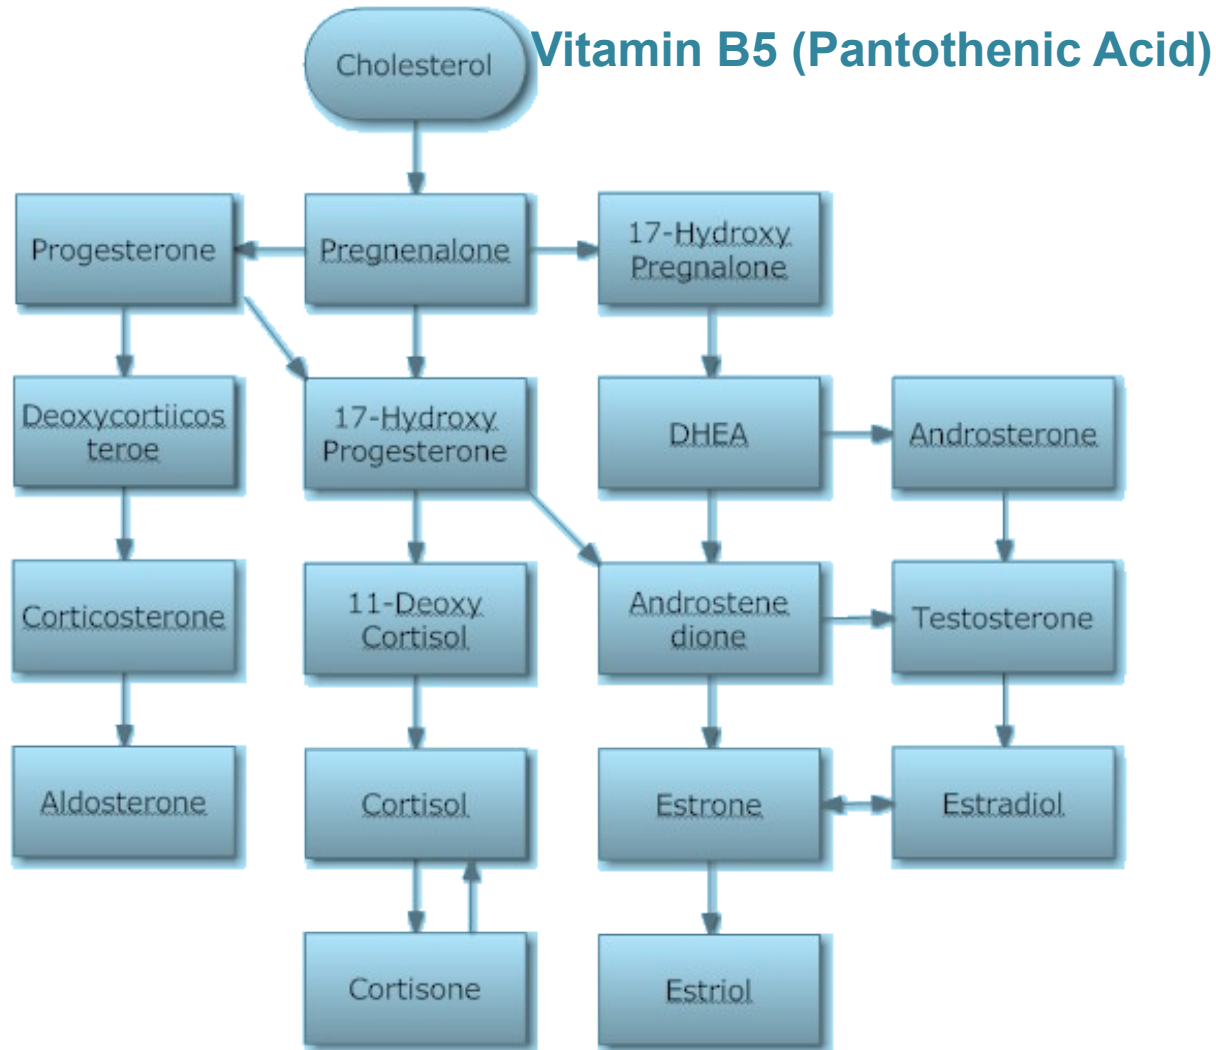 Vitamin B5 (Pantothenic Acid)
Cholesterol
Progesterone
Pregnenalone
17-Hydroxy
Pregnalone
Deoxycortiicos
teroe
17-Hydroxy
Progesterone
DHEA
Androsterone
Corticosterone
11-Deoxy
Cortisol
Androstene
dione
Testosterone
Aldosterone
Cortisol
Estrone
Estradiol
Cortisone
Estriol